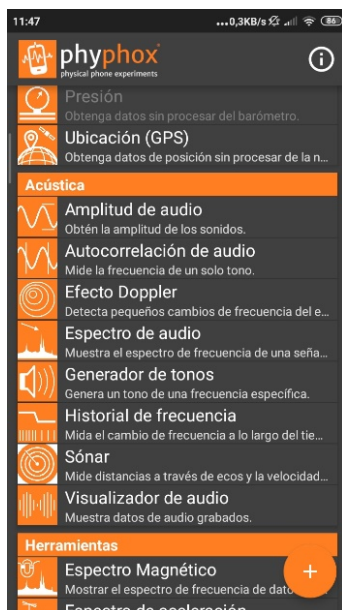 11:47
...0,3KB/s 86
phyphox
physical phone experiments
Presión
Obtenga datos sin procesar del barómetro.
Ubicación (GPS)
Obtenga datos de posición sin procesar de la n...
Acústica
Amplitud de audio
Obtén la amplitud de los sonidos.
Autocorrelación de audio
Mide la frecuencia de un solo tono.
Efecto Doppler
Detecta pequeños cambios de frecuencia del e...
Espectro de audio
Muestra el espectro de frecuencia de una seña...
Generador de tonos
Genera un tono de una frecuencia específica.
Historial de frecuencia
Mida el cambio de frecuencia a lo largo del tie...
Sónar
Mide distancias a través de ecos y la velocidad...
Visualizador de audio
Muestra datos de audio grabados.
Herramientas
Espectro Magnético
Mostrar el espectro de frecuencia de dato
+